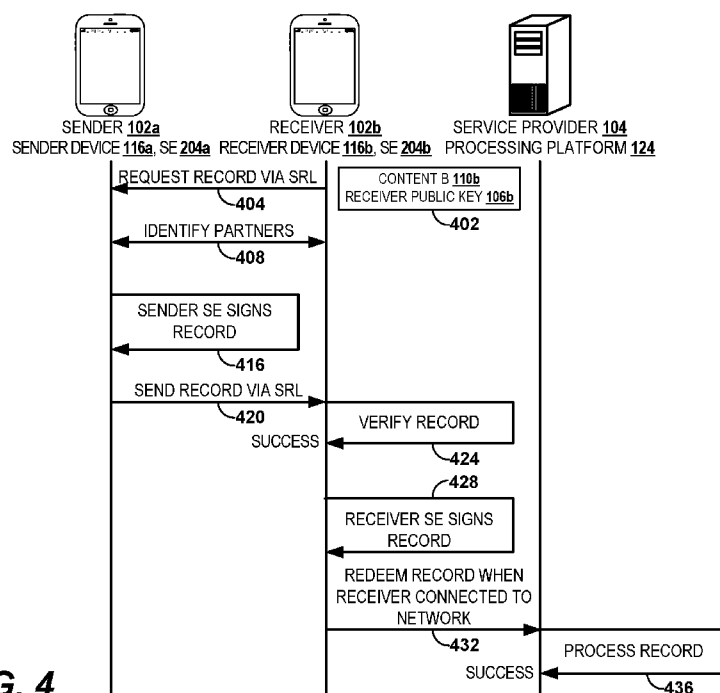 SENDER 102a
SENDER DEVICE 116a, SE 204a
RECEIVER 102b
RECEIVER DEVICE 116b, SE 204b
SERVICE PROVIDER 104
PROCESSING PLATFORM 124
REQUEST RECORD VIA SRL
404
CONTENT B 110b
RECEIVER PUBLIC KEY 106b
402
IDENTIFY PARTNERS
408
SENDER SE SIGNS
RECORD
416
SEND RECORD VIA SRL
420
VERIFY RECORD
SUCCESS
424
428
RECEIVER SE SIGNS
RECORD
REDEEM RECORD WHEN
RECEIVER CONNECTED TO
NETWORK
432
PROCESS RECORD
SUCCESS
436
G. 4